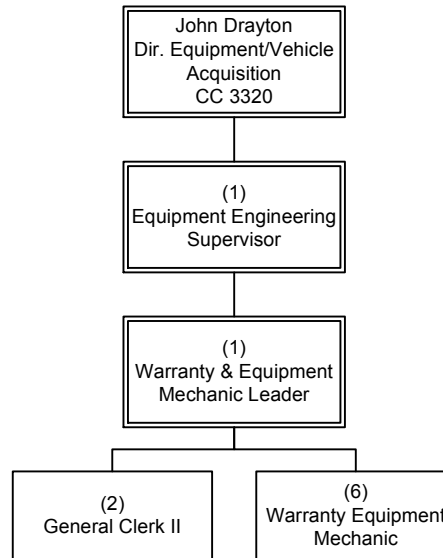 John Drayton
Dir. Equipment/Vehicle
Acquisition
CC 3320
(1)
Equipment Engineering
Supervisor
(1)
Warranty & Equipment
Mechanic Leader
(2)
General Clerk II
(6)
Warranty Equipment
Mechanic